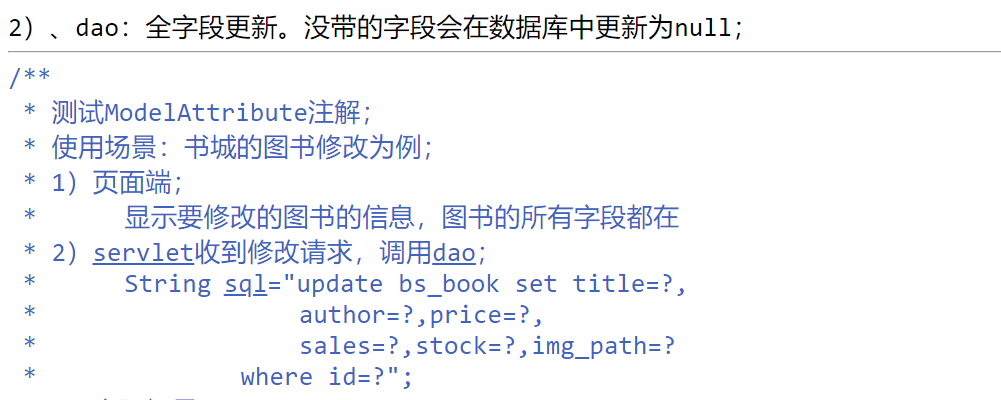 2）、dao：全字段更新。没带的字段会在数据库中更新为null；
/**
* 测试ModelAttribute注解；
* 使用场景：书城的图书修改为例；
* 1）页面端；
* 显示要修改的图书的信息，图书的所有字段都在
* 2）servlet收到修改请求，调用dao；
* String sql="update bs_book set title=?,
* author=?,price=?,
* sales=?,stock=?,img_path=?
* where id=?";